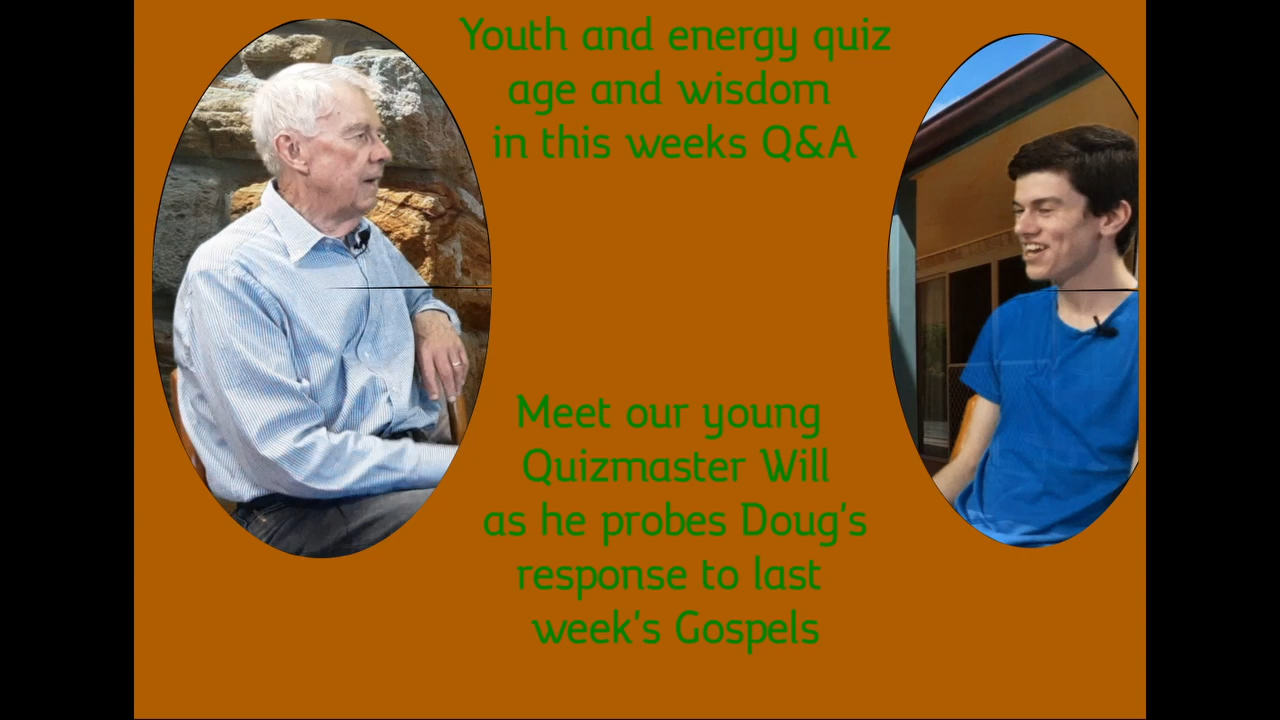 Youth and energy quiz
age and wisdom
in this weeks Q&A
Meet our young
Quizmaster Will
as he probes Doug's
response to last
week's Gospels